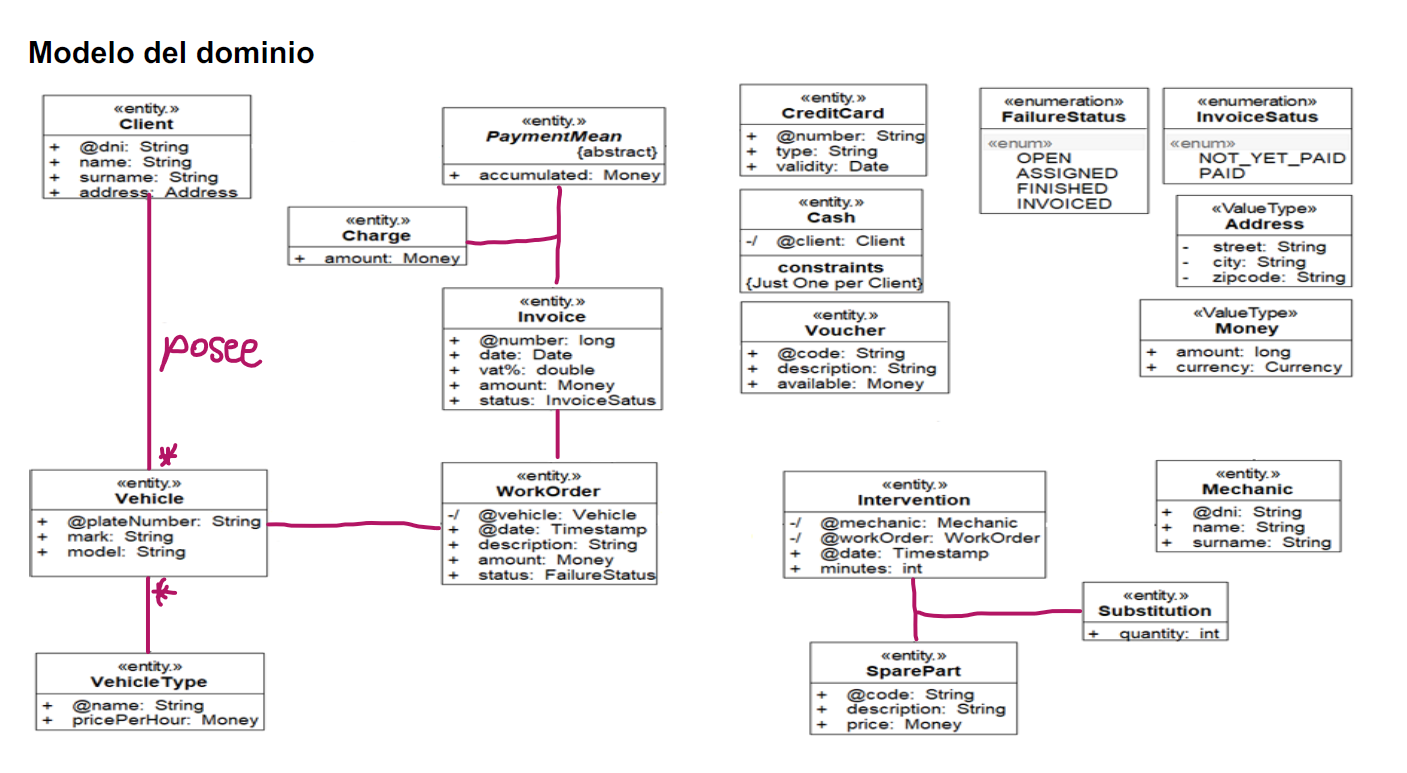 Modelo del dominio
«entity.»
Client
+ @dni: String
+ name: String
+ surname: String
+ address: Address
«entity.»
PaymentMean
{abstract}
+ accumulated: Money
«entity.»
Charge
+ amount: Money
«entity.»
Invoice
+ @number: long
+ date: Date
+ vat%: double
+ amount: Money
+ status: InvoiceSatus
posee
*
«entity.»
Vehicle
+ @plateNumber: String
+ mark: String
+ model: String
*
«entity.»
VehicleType
+ @name: String
+ pricePerHour: Money
«entity.»
WorkOrder
-/ @vehicle: Vehicle
+ @date: Timestamp
+ description: String
+ amount: Money
+ status: FailureStatus
«entity.»
CreditCard
+ @number: String
+ type: String
+ validity: Date
«entity.»
Cash
-/ @client: Client
constraints
{Just One per Client}
«entity.»
Voucher
+ @code: String
+ description: String
+ available: Money
«enumeration»
FailureStatus
«enum»
OPEN
ASSIGNED
FINISHED
INVOICED
«enumeration»
InvoiceSatus
«enum»
NOT_YET_PAID
PAID
«ValueType»
Address
- street: String
- city: String
- zipcode: String
«ValueType»
Money
+ amount: long
+ currency: Currency
«entity.»
Intervention
-/ @mechanic: Mechanic
-/ @workOrder: WorkOrder
+ @date: Timestamp
+ minutes: int
«entity.»
Mechanic
+ @dni: String
+ name: String
+ surname: String
«entity.»
Substitution
+ quantity: int
«entity.»
SparePart
+ @code: String
+ description: String
+ price: Money